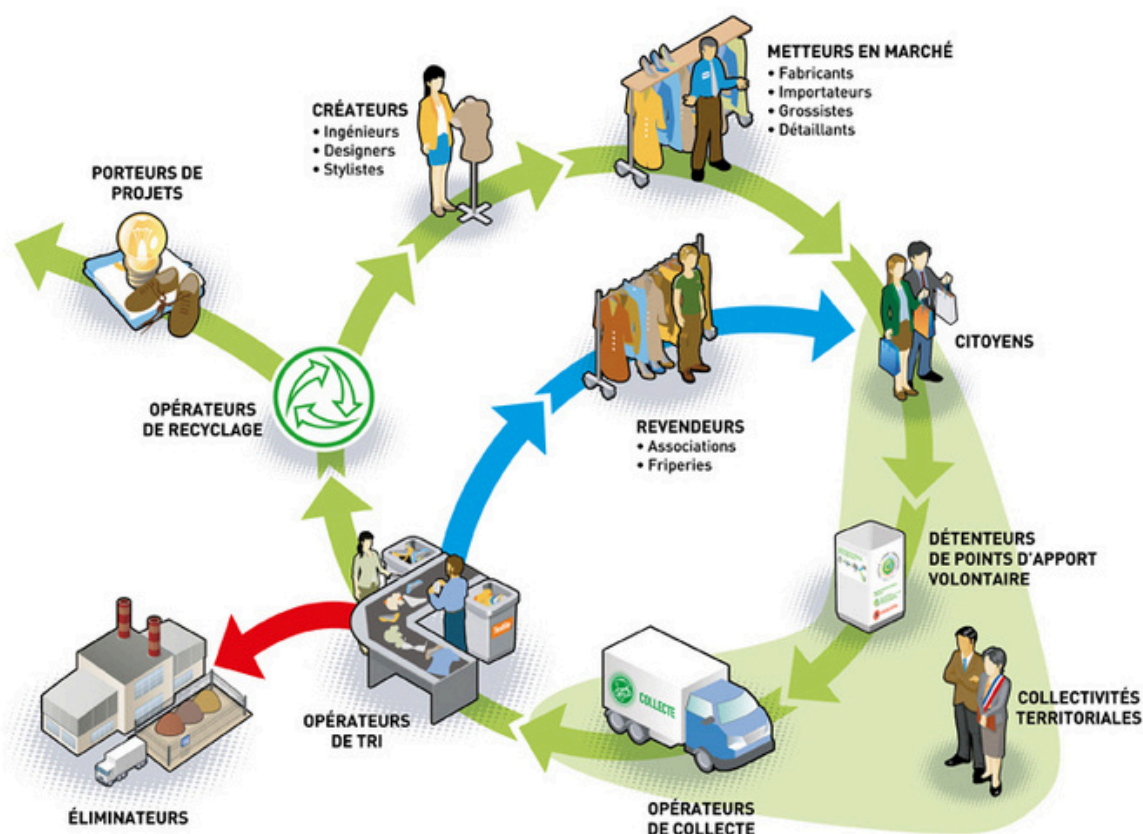 METTEURS EN MARCHÉ
• Fabricants
• Importateurs
• Grossistes
• Détaillants
CRÉATEURS
• Ingénieurs
• Designers
• Stylistes
PORTEURS DE
PROJETS
CITOYENS
OPÉRATEURS
DE RECYCLAGE
REVENDEURS
• Associations
• Friperies
DÉTENTEURS
DE POINTS D'APPORT
VOLONTAIRE
COLLECTE
COLLECTIVITÉS
TERRITORIALES
OPÉRATEURS
DE TRI
ÉLIMINATEURS
OPÉRATEURS
DE COLLECTE